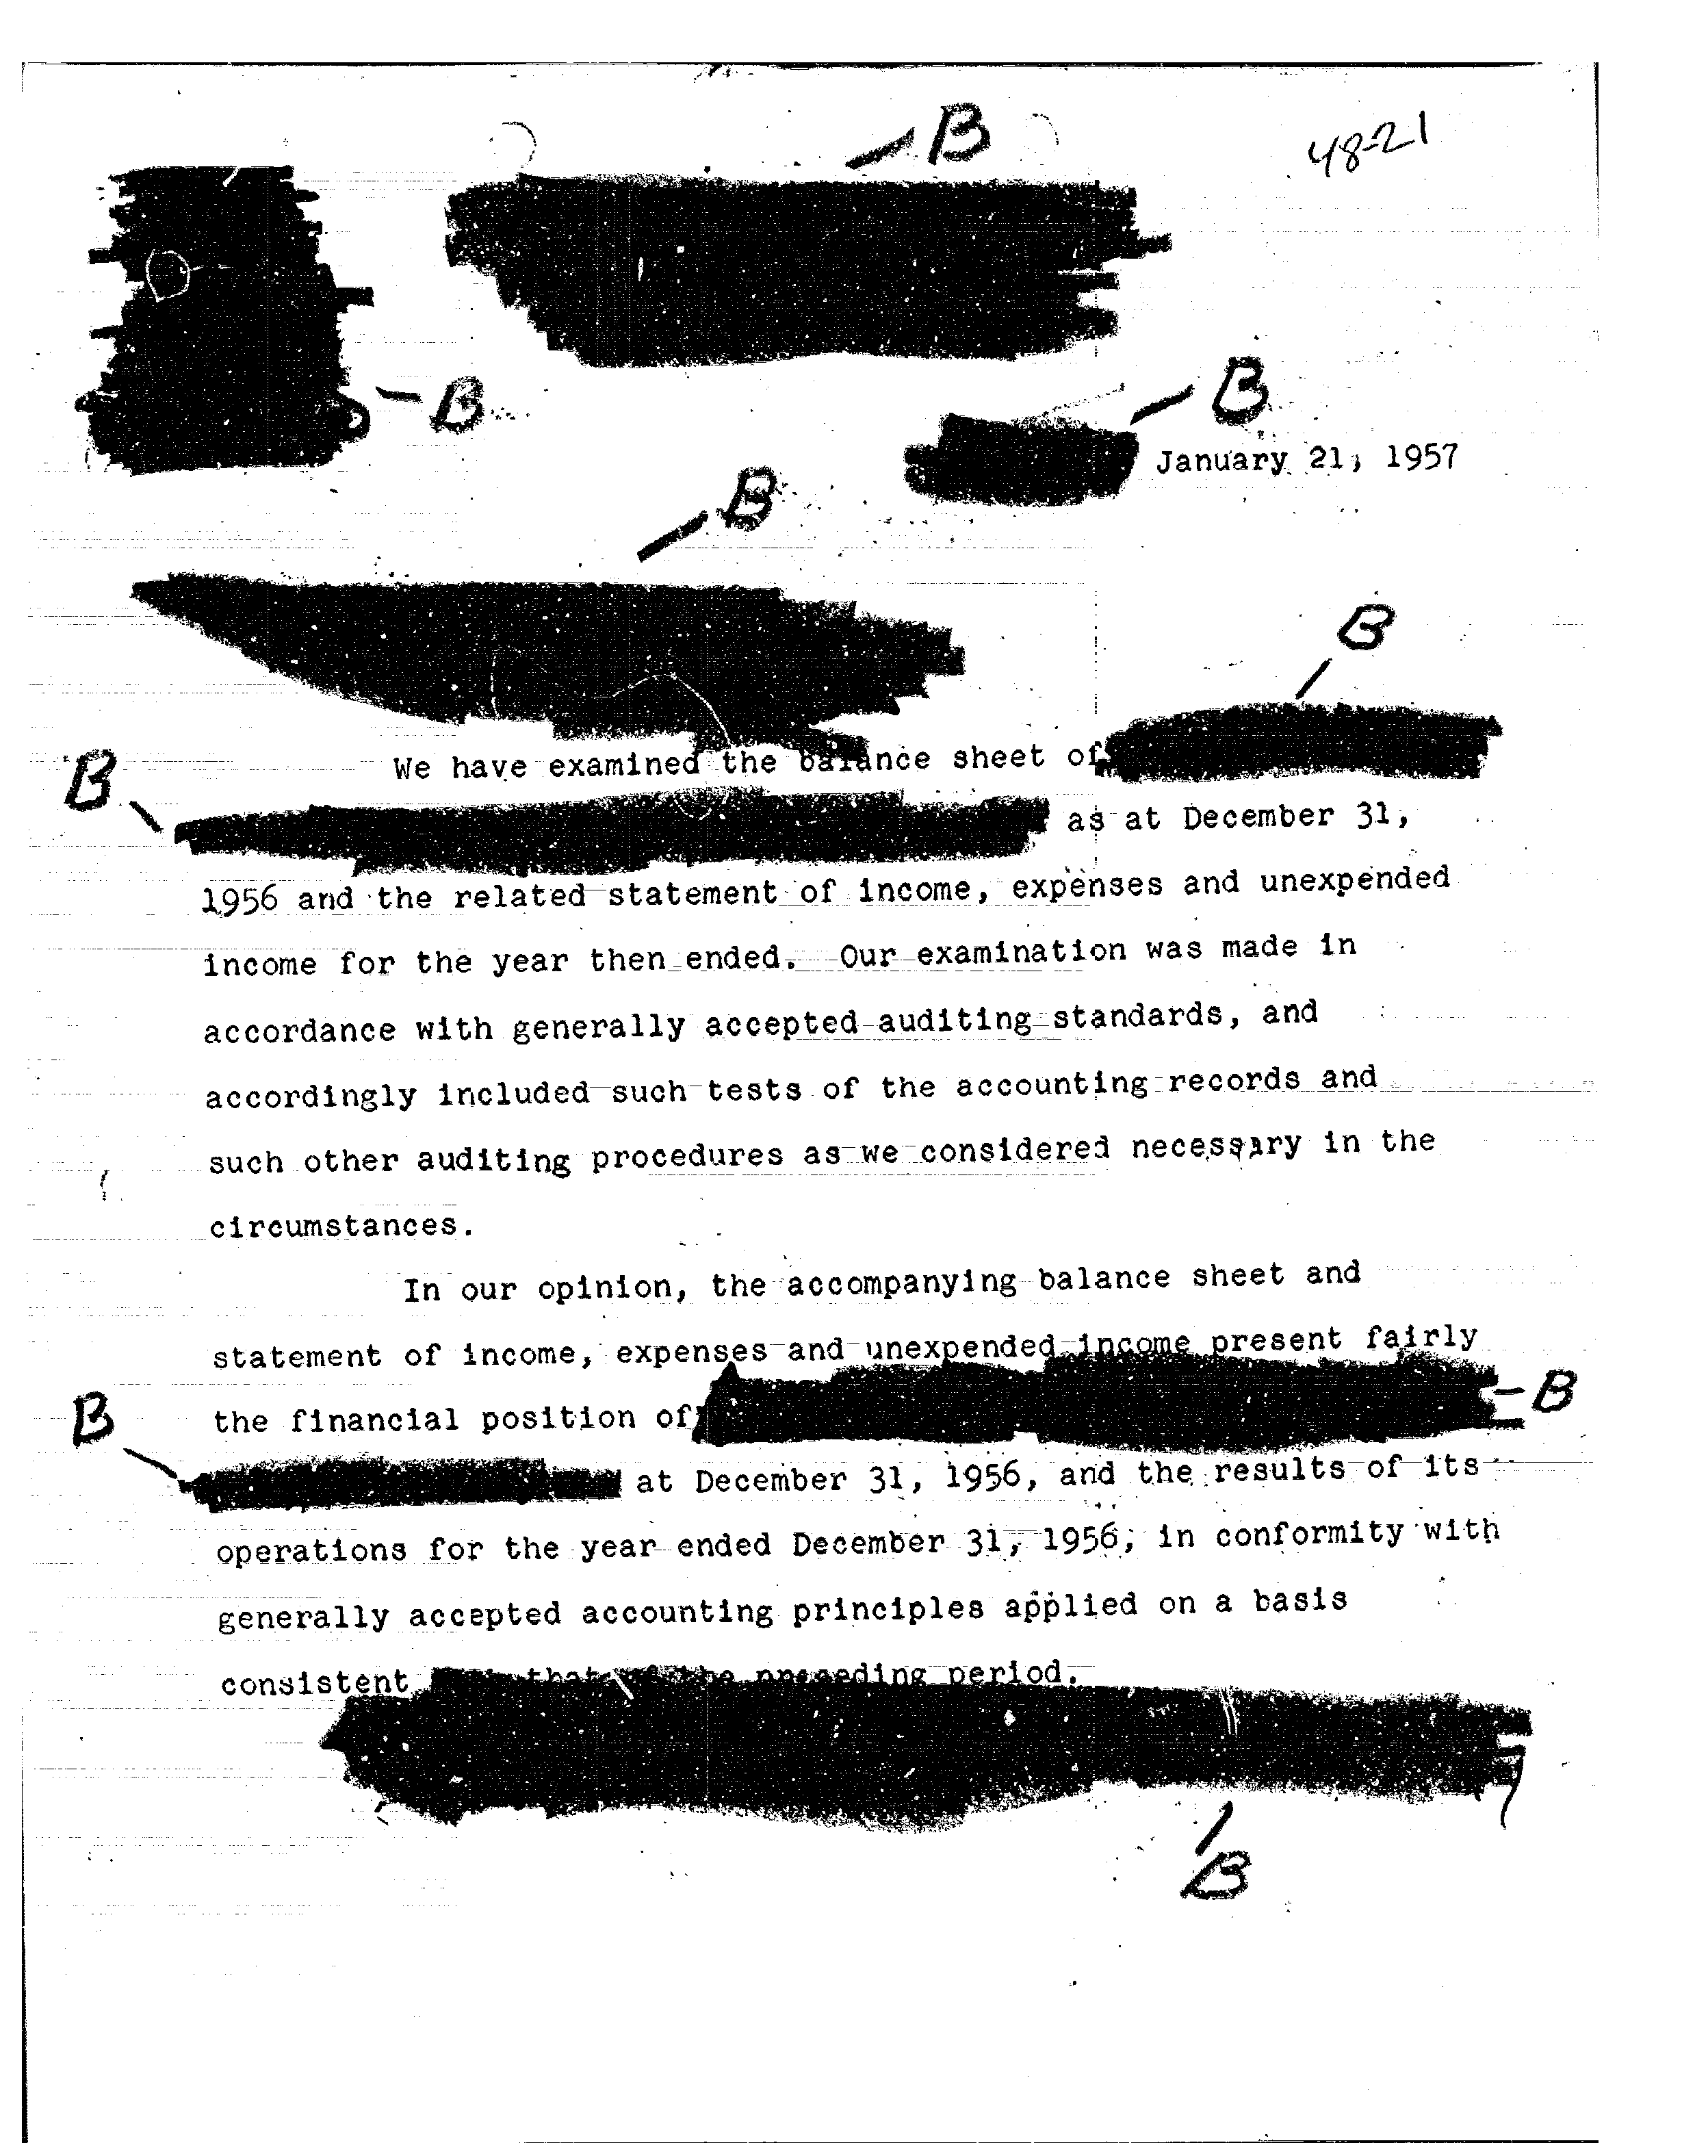 B
48-21
B
B
January 21, 1957
B
B
We have examined the balance sheet of
B
as at December 31,
1956 and the related statement of income, expenses and unexpended
income for the year then ended. Our examination was made in
accordance with generally accepted auditing standards, and
accordingly included such tests of the accounting records and
such other auditing procedures as we considered necessary in the
circumstances.
In our opinion, the accompanying balance sheet and
statement of income, expenses and unexpended income present fairly
the financial position of
B
B
at December 31, 1956, and the results of its
operations for the year ended December 31, 1956, in conformity with
generally accepted accounting principles applied on a basis
consistent that the preceding period.
B